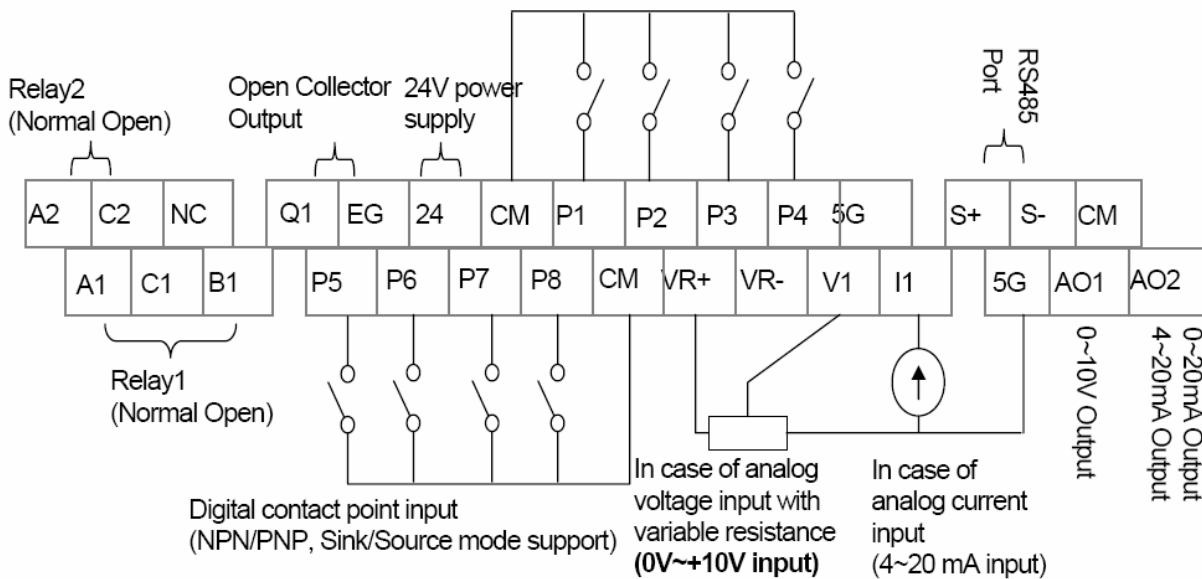 Relay2
(Normal Open)
Open Collector
Output
24V power
supply
RS485
Port
A2 C2 NC Q1 EG 24 CM P1 P2 P3 P4 5G S+ S- CM
A1 C1 B1 P5 P6 P7 P8 CM VR+ VR- V1 I1 5G AO1 AO2
Relay1
(Normal Open)
Digital contact point input
(NPN/PNP, Sink/Source mode support)
In case of analog
voltage input with
variable resistance
(0V~+10V input)
In case of
analog current
input
(4~20 mA input)
0~10V Output
0~20mA Output
4~20mA Output